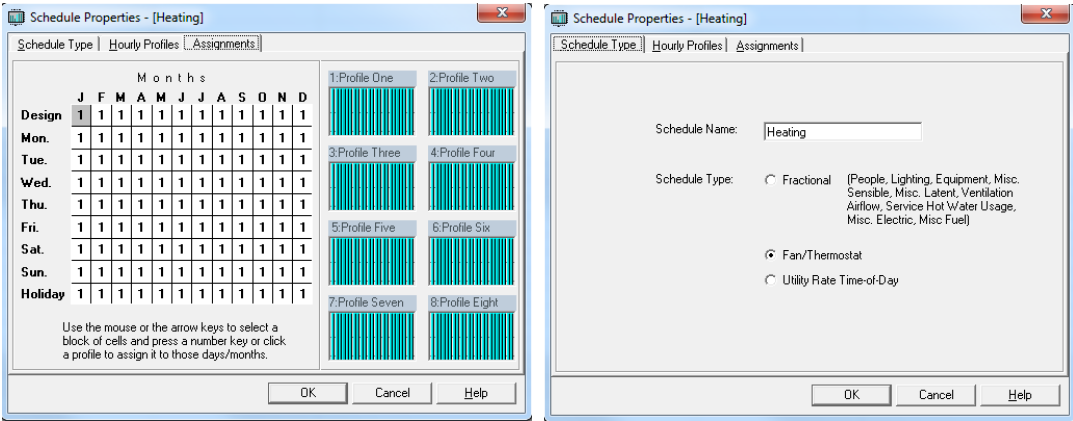 Schedule Properties - [Heating]
Schedule Type | Hourly Profiles | Assignments
Months
J F M A M J J A S O N D
Design 1 1 1 1 1 1 1 1 1 1 1 1
Mon. 1 1 1 1 1 1 1 1 1 1 1 1
Tue. 1 1 1 1 1 1 1 1 1 1 1 1
Wed. 1 1 1 1 1 1 1 1 1 1 1 1
Thu. 1 1 1 1 1 1 1 1 1 1 1 1
Fri. 1 1 1 1 1 1 1 1 1 1 1 1
Sat. 1 1 1 1 1 1 1 1 1 1 1 1
Sun. 1 1 1 1 1 1 1 1 1 1 1 1
Holiday 1 1 1 1 1 1 1 1 1 1 1 1
Use the mouse or the arrow keys to select a
block of cells and press a number key or click
a profile to assign it to those days/months.
1:Profile One 2:Profile Two
3:Profile Three 4:Profile Four
5:Profile Five 6:Profile Six
7:Profile Seven 8:Profile Eight
OK Cancel Help
Schedule Properties - [Heating]
Schedule Type | Hourly Profiles | Assignments
Schedule Name: Heating
Schedule Type: Fractional (People, Lighting, Equipment, Misc.
Sensible, Misc. Latent, Ventilation
Airflow, Service Hot Water Usage,
Misc. Electric, Misc Fuel)
Fan/Thermostat
Utility Rate Time-of-Day
OK Cancel Help